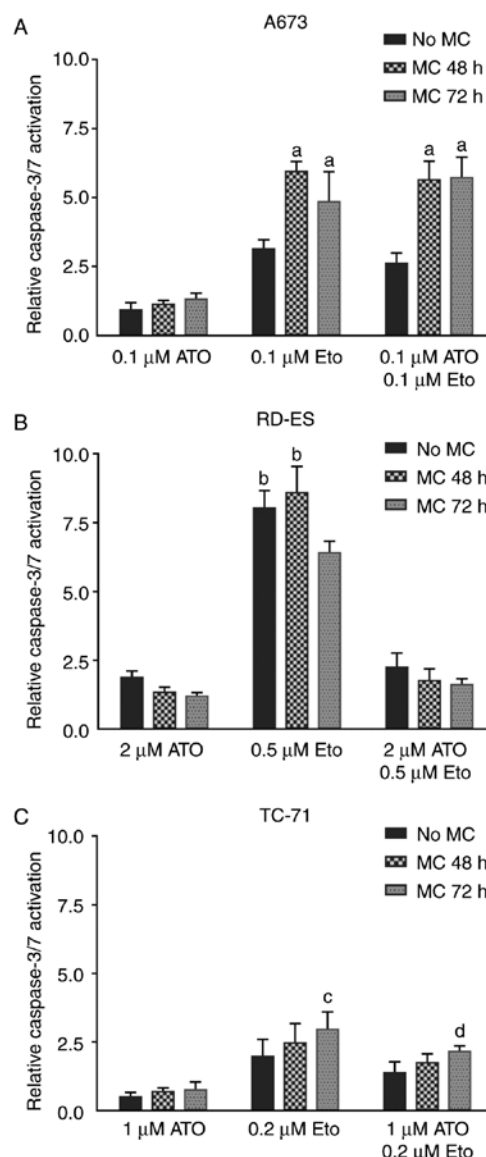 A
A673
No MC
MC 48 h
MC 72 h
Relative caspase-3/7 activation
10.0
7.5
5.0
2.5
0.0
a
a
a
a
0.1 μM ATO
0.1 μM Eto
0.1 μM ATO
0.1 μM Eto
B
RD-ES
No MC
MC 48 h
MC 72 h
Relative caspase-3/7 activation
10.0
7.5
5.0
2.5
0.0
b
b
2 μM ATO
0.5 μM Eto
2 μM ATO
0.5 μM Eto
C
TC-71
No MC
MC 48 h
MC 72 h
Relative caspase-3/7 activation
10.0
7.5
5.0
2.5
0.0
c
d
1 μM ATO
0.2 μM Eto
1 μM ATO
0.2 μM Eto